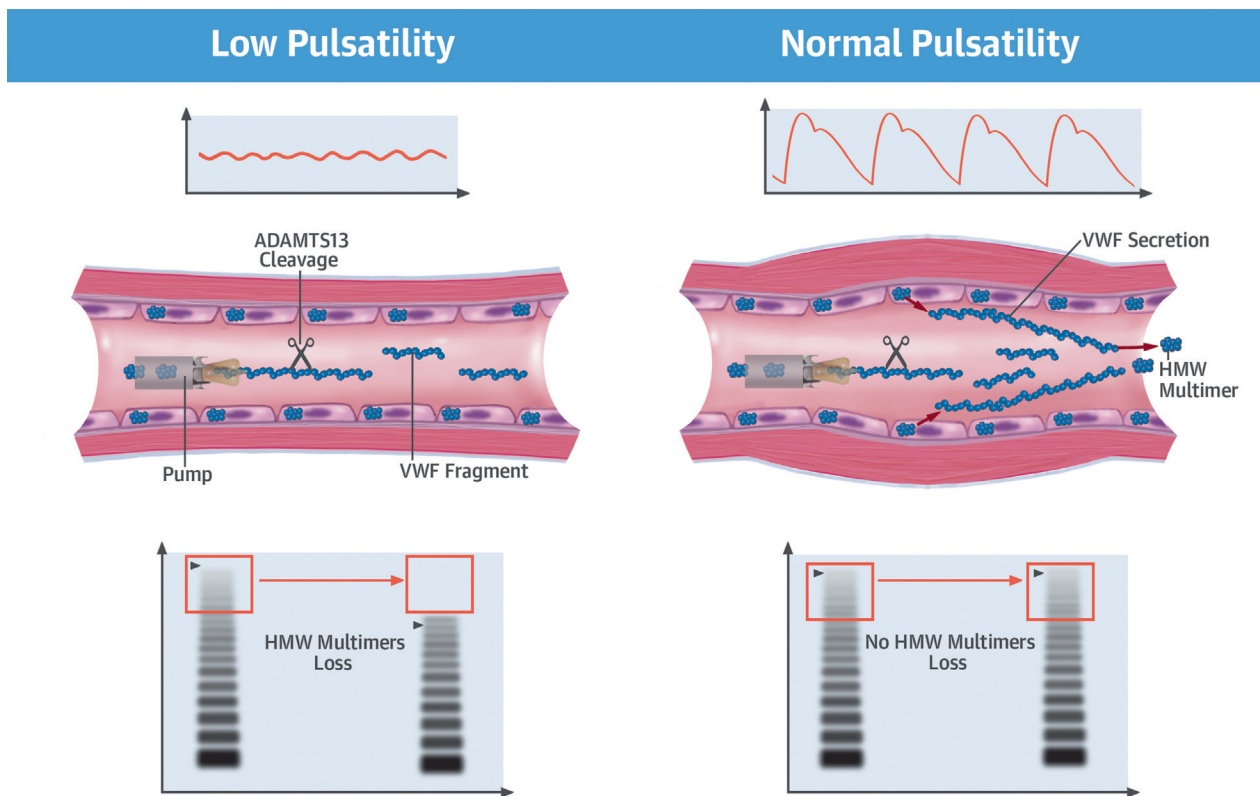 Low Pulsatility
Normal Pulsatility
ADAMTS13
Cleavage
Pump
VWF Fragment
VWF Secretion
HMW
Multimer
HMW Multimers
Loss
No HMW Multimers
Loss